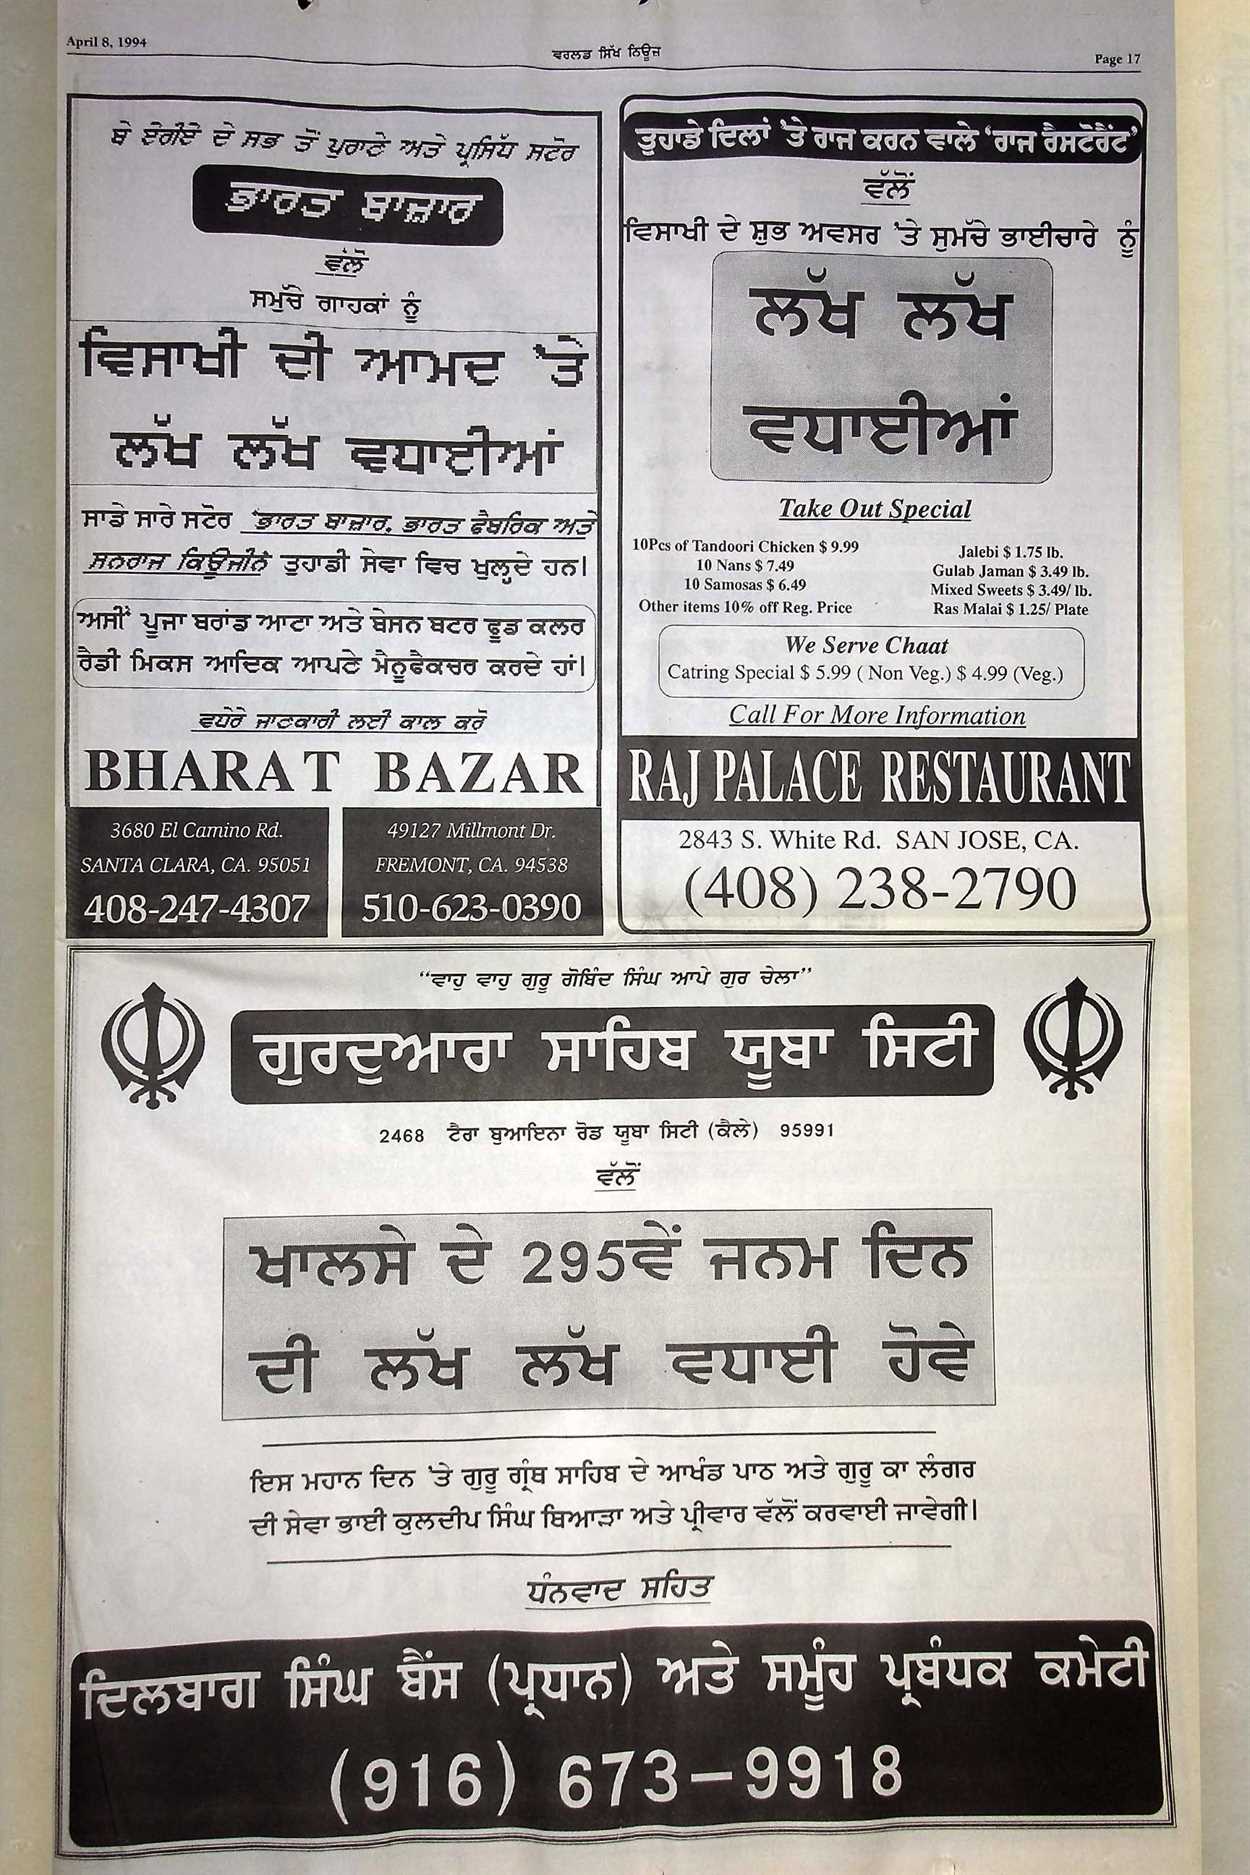 April 8, 1994
ਵਰਲਡ ਸਿੱਖ ਨਿਊਜ਼
Page 17
ਬੇ ਏਰੀਏ ਦੇ ਸਭ ਤੋਂ ਪੁਰਾਣੇ ਅਤੇ ਪ੍ਰਸਿੱਧ ਸਟੋਰ
ਭਾਰਤ ਬਾਜ਼ਾਰ
ਵੱਲੋਂ
ਸਮੁੱਚੇ ਗਾਹਕਾਂ ਨੂੰ
ਵਿਸਾਖੀ ਦੀ ਆਮਦ 'ਤੇ
ਲੱਖ ਲੱਖ ਵਧਾਈਆਂ
ਸਾਡੇ ਸਾਰੇ ਸਟੋਰ 'ਭਾਰਤ ਬਾਜ਼ਾਰ, ਭਾਰਤ ਫੈਬਰਿਕ ਅਤੇ
ਸਨਰਾਜ ਕਿਊਜੀਨੇ ਤੁਹਾਡੀ ਸੇਵਾ ਵਿਚ ਖੁਲ੍ਹਦੇ ਹਨ।
ਅਸੀਂ ਪੂਜਾ ਬਰਾਂਡ ਆਟਾ ਅਤੇ ਬੇਸਨ ਬਟਰ ਫੂਡ ਕਲਰ
ਰੈਡੀ ਮਿਕਸ ਆਦਿਕ ਆਪਣੇ ਮੈਨੂਫੈਕਚਰ ਕਰਦੇ ਹਾਂ।
ਵਧੇਰੇ ਜਾਣਕਾਰੀ ਲਈ ਕਾਲ ਕਰੋ
BHARAT BAZAR
3680 El Camino Rd.
SANTA CLARA, CA. 95051
408-247-4307
49127 Millmont Dr.
FREMONT, CA. 94538
510-623-0390
ਤੁਹਾਡੇ ਦਿਲਾਂ 'ਤੇ ਰਾਜ ਕਰਨ ਵਾਲੇ 'ਰਾਜ ਰੈਸਟੋਰੈਂਟ'
ਵੱਲੋਂ
ਵਿਸਾਖੀ ਦੇ ਸ਼ੁਭ ਅਵਸਰ 'ਤੇ ਸੁਮੱਚੇ ਭਾਈਚਾਰੇ ਨੂੰ
ਲੱਖ ਲੱਖ
ਵਧਾਈਆਂ
Take Out Special
10Pcs of Tandoori Chicken $ 9.99
10 Nans $ 7.49
10 Samosas $ 6.49
Other items 10% off Reg. Price
Jalebi $ 1.75 lb.
Gulab Jaman $ 3.49 lb.
Mixed Sweets $ 3.49/ lb.
Ras Malai $ 1.25/ Plate
We Serve Chaat
Catring Special $ 5.99 ( Non Veg.) $ 4.99 (Veg.)
Call For More Information
RAJ PALACE RESTAURANT
2843 S. White Rd. SAN JOSE, CA.
(408) 238-2790
"ਵਾਹੁ ਵਾਹੁ ਗੁਰੂ ਗੋਬਿੰਦ ਸਿੰਘ ਆਪੇ ਗੁਰ ਚੇਲਾ"
ਗੁਰਦੁਆਰਾ ਸਾਹਿਬ ਯੂਬਾ ਸਿਟੀ
2468 ਟੈਰਾ ਬੁਆਇਨਾ ਰੋਡ ਯੂਬਾ ਸਿਟੀ (ਕੈਲੇ) 95991
ਵੱਲੋਂ
ਖਾਲਸੇ ਦੇ 295ਵੇਂ ਜਨਮ ਦਿਨ
ਦੀ ਲੱਖ ਲੱਖ ਵਧਾਈ ਹੋਵੇ
ਇਸ ਮਹਾਨ ਦਿਨ 'ਤੇ ਗੁਰੂ ਗ੍ਰੰਥ ਸਾਹਿਬ ਦੇ ਆਖੰਡ ਪਾਠ ਅਤੇ ਗੁਰੂ ਕਾ ਲੰਗਰ
ਦੀ ਸੇਵਾ ਭਾਈ ਕੁਲਦੀਪ ਸਿੰਘ ਥਿਆੜਾ ਅਤੇ ਪ੍ਰੀਵਾਰ ਵੱਲੋਂ ਕਰਵਾਈ ਜਾਵੇਗੀ।
ਧੰਨਵਾਦ ਸਹਿਤ
ਦਿਲਬਾਗ ਸਿੰਘ ਬੈਂਸ (ਪ੍ਰਧਾਨ) ਅਤੇ ਸਮੂੰਹ ਪ੍ਰਬੰਧਕ ਕਮੇਟੀ
(916) 673-9918